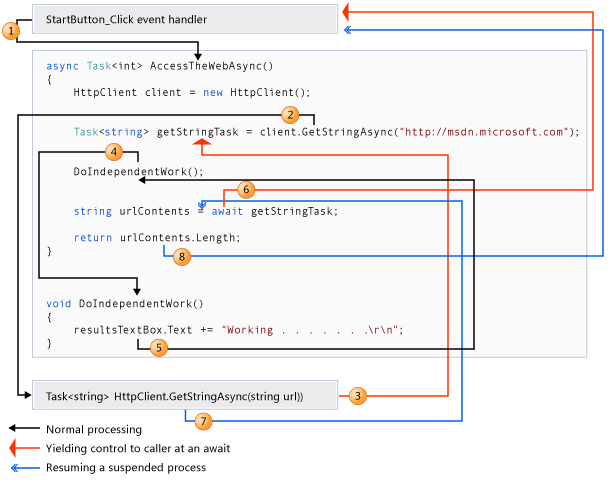 StartButton_Click event handler
1
async Task<int> AccessTheWebAsync()
{
HttpClient client = new HttpClient();
2
Task<string> getStringTask = client.GetStringAsync("http://msdn.microsoft.com");
4
DoIndependentWork();
6
string urlContents = await getStringTask;
return urlContents.Length;
}
8
void DoIndependentWork()
{
resultsTextBox.Text += "Working . . . . . . .\r\n";
}
5
Task<string> HttpClient.GetStringAsync(string url))
3
7
Normal processing
Yielding control to caller at an await
Resuming a suspended process